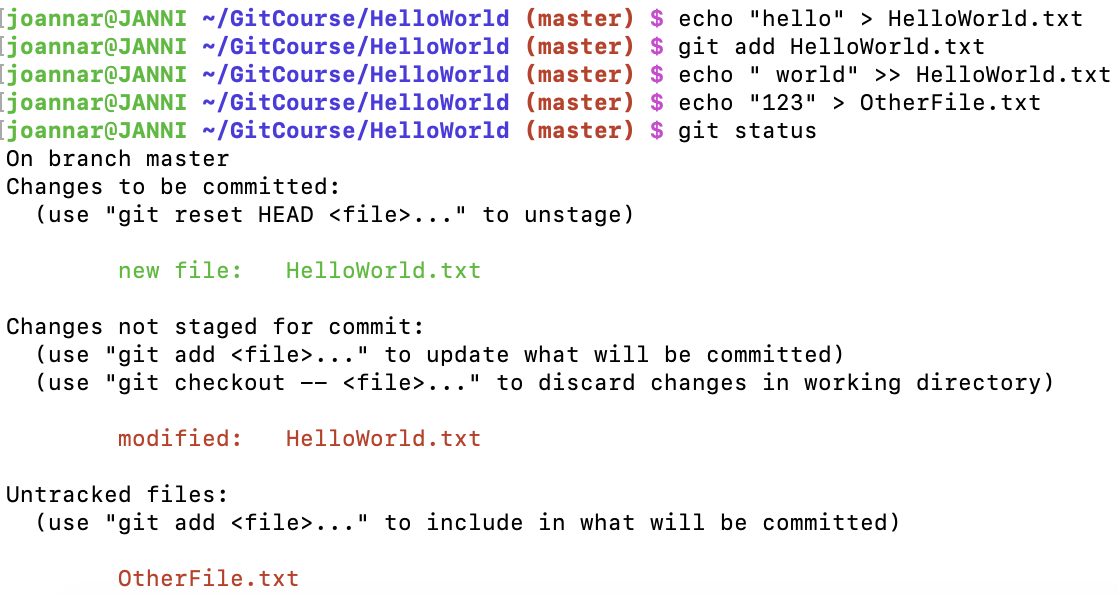 [joannar@JANNI ~/GitCourse/HelloWorld (master) $ echo "hello" > HelloWorld.txt
[joannar@JANNI ~/GitCourse/HelloWorld (master) $ git add HelloWorld.txt
[joannar@JANNI ~/GitCourse/HelloWorld (master) $ echo " world" >> HelloWorld.txt
[joannar@JANNI ~/GitCourse/HelloWorld (master) $ echo "123" > OtherFile.txt
[joannar@JANNI ~/GitCourse/HelloWorld (master) $ git status
On branch master
Changes to be committed:
  (use "git reset HEAD <file>..." to unstage)
        new file:   HelloWorld.txt
Changes not staged for commit:
  (use "git add <file>..." to update what will be committed)
  (use "git checkout -- <file>..." to discard changes in working directory)
        modified:   HelloWorld.txt
Untracked files:
  (use "git add <file>..." to include in what will be committed)
        OtherFile.txt